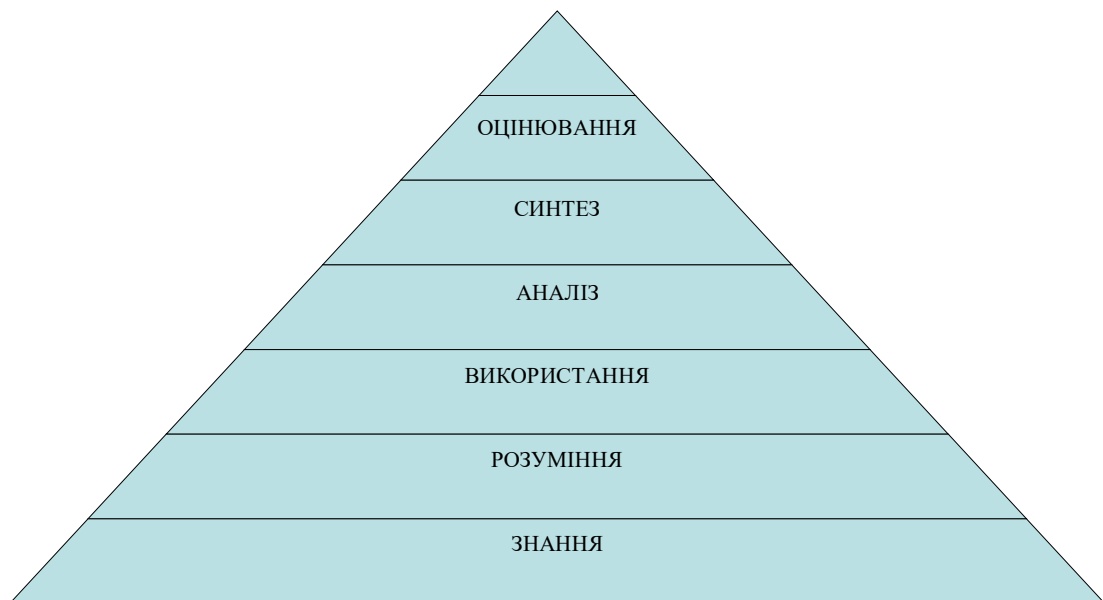 ОЦІНЮВАННЯ
СИНТЕЗ
АНАЛІЗ
ВИКОРИСТАННЯ
РОЗУМІННЯ
ЗНАННЯ